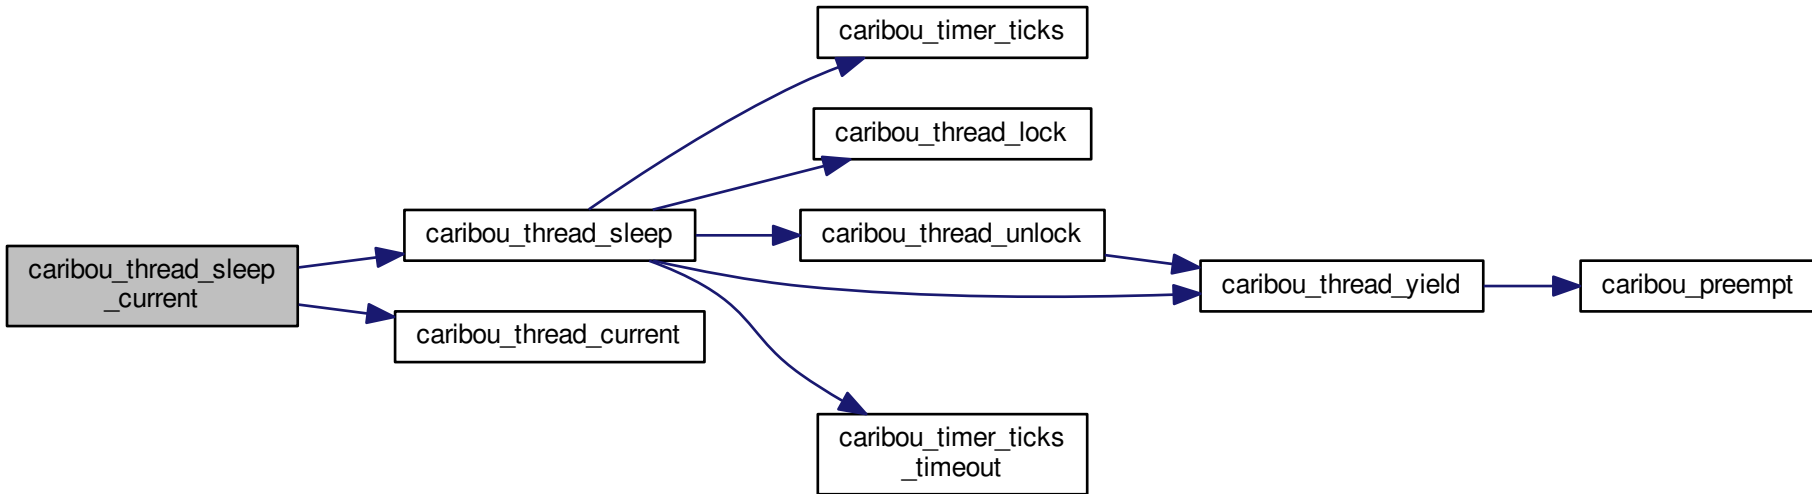 caribou_timer_ticks
caribou_thread_lock
caribou_thread_sleep
caribou_thread_unlock
caribou_thread_sleep
_current
caribou_thread_yield
caribou_preempt
caribou_thread_current
caribou_timer_ticks
_timeout